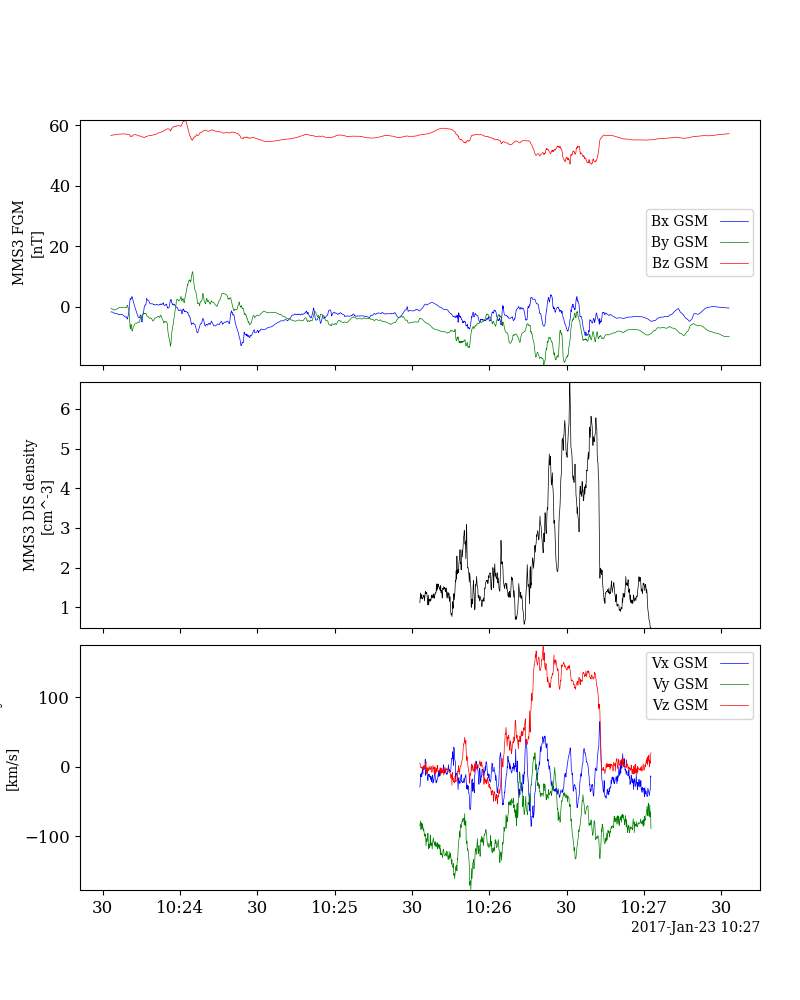 60
40
20
0
MMS3 FGM
[nT]
Bx GSM
By GSM
Bz GSM
6
5
4
3
2
1
MMS3 DIS density
[cm^-3]
100
0
−100
[km/s]
Vx GSM
Vy GSM
Vz GSM
30 10:24 30 10:25 30 10:26 30 10:27 30
2017-Jan-23 10:27